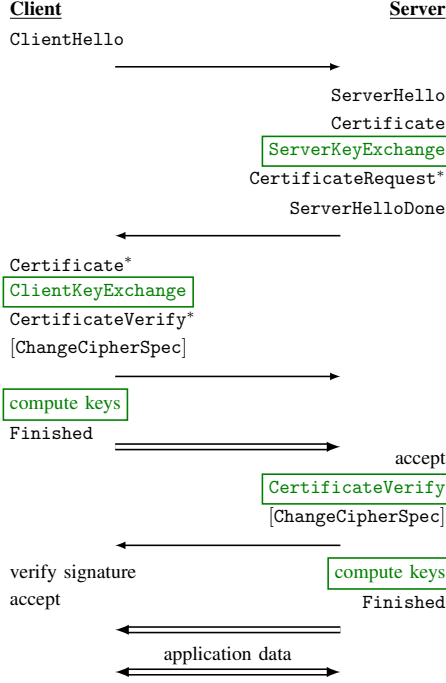 Client Server
ClientHello
ServerHello
Certificate
ServerKeyExchange
CertificateRequest*
ServerHelloDone
Certificate*
ClientKeyExchange
CertificateVerify*
[ChangeCipherSpec]
compute keys
Finished
accept
CertificateVerify
[ChangeCipherSpec]
verify signature compute keys
accept Finished
application data